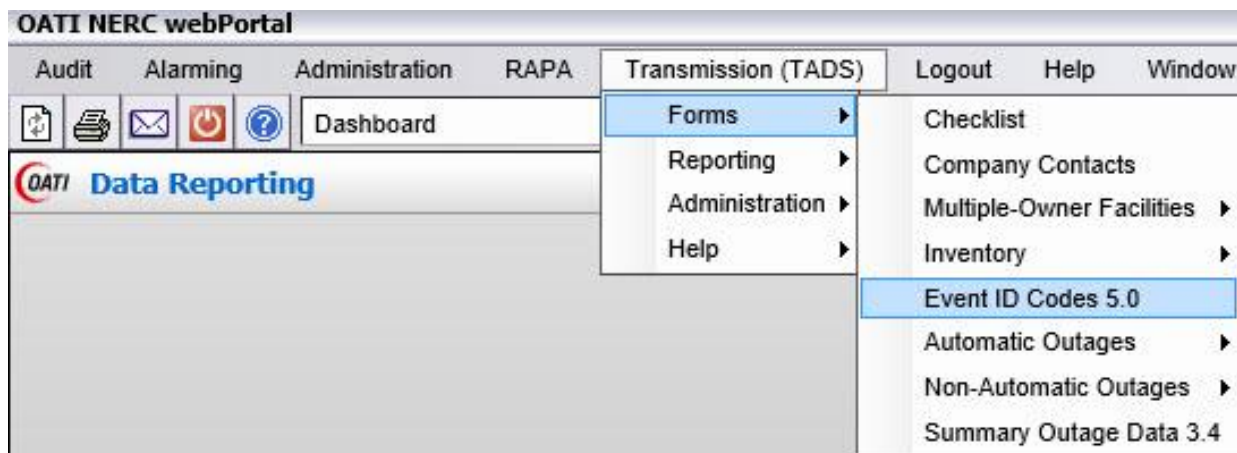 OATI NERC webPortal
Audit Alarming Administration RAPA Transmission (TADS) Logout Help Window
Dashboard
OATI Data Reporting
Forms
Reporting
Administration
Help
Checklist
Company Contacts
Multiple-Owner Facilities
Inventory
Event ID Codes 5.0
Automatic Outages
Non-Automatic Outages
Summary Outage Data 3.4